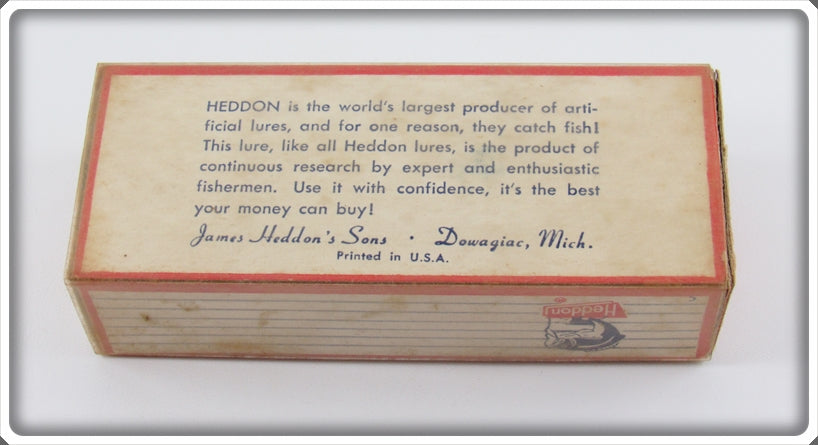 HEDDON is the world's largest producer of arti-
ficial lures, and for one reason, they catch fish!
This lure, like all Heddon lures, is the product of
continuous research by expert and enthusiastic
fishermen. Use it with confidence, it's the best
your money can buy!
James Heddon's Sons · Dowagiac, Mich.
Printed in U.S.A.
Heddon